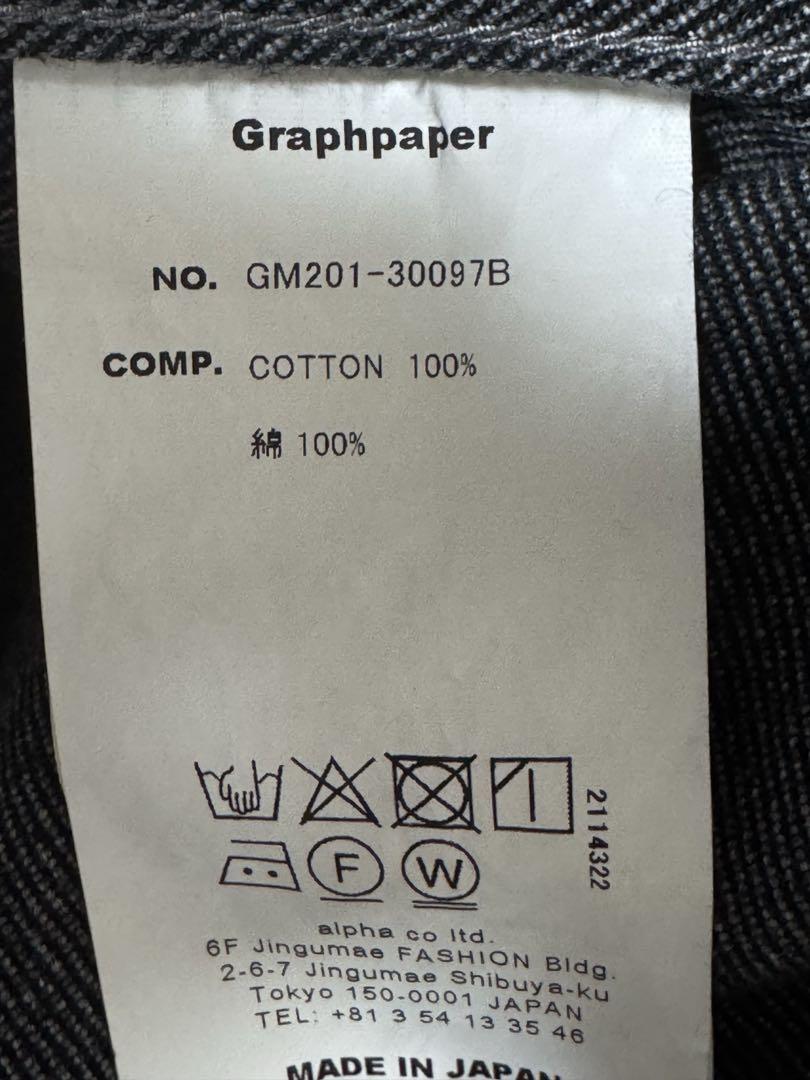 Graphpaper
NO. GM201-30097B
COMP. COTTON 100%
綿 100%
2114322
F W
alpha co ltd.
6F Jingumae FASHION Bldg.
2-6-7 Jingumae Shibuya-ku
Tokyo 150-0001 JAPAN
TEL: +81 3 54 13 35 46
MADE IN JAPAN